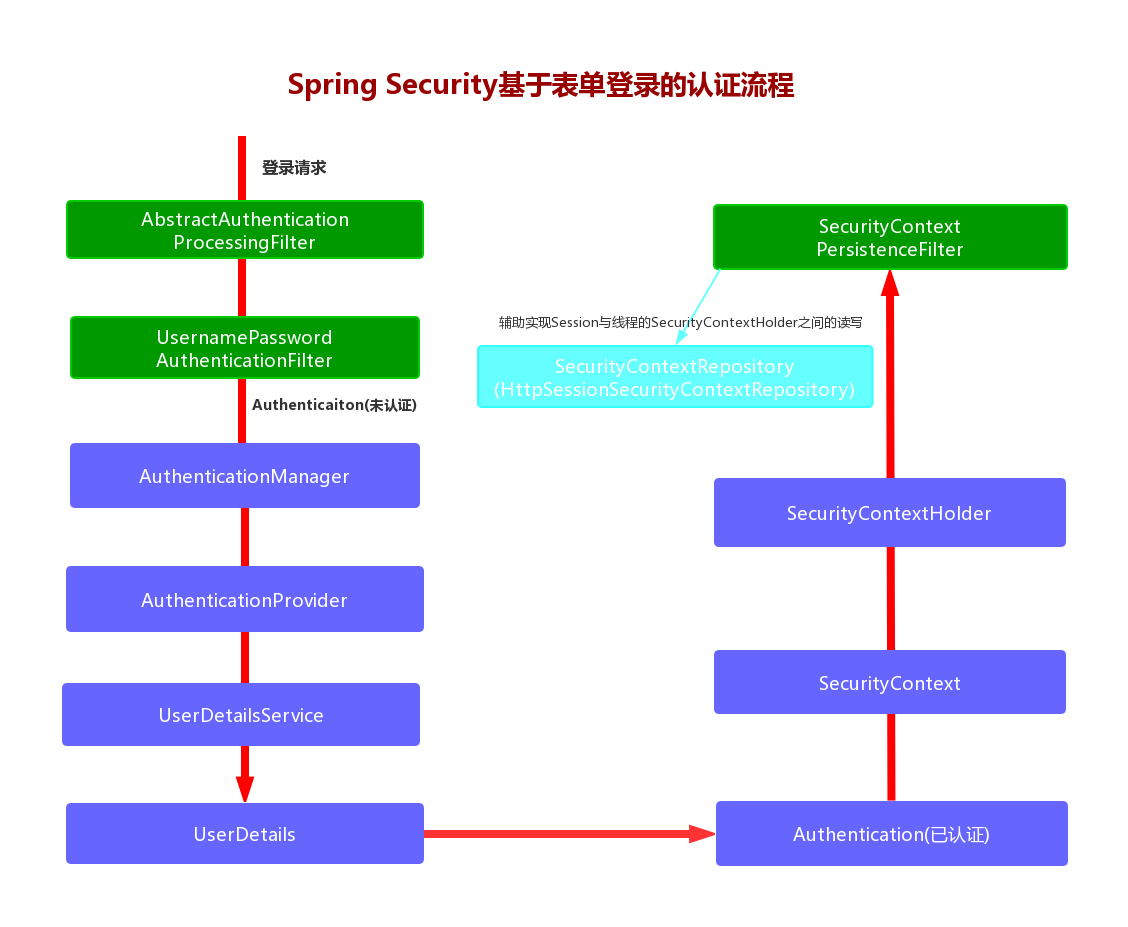 Spring Security基于表单登录的认证流程
登录请求
AbstractAuthentication
ProcessingFilter
UsernamePassword
AuthenticationFilter
Authenticaiton(未认证)
AuthenticationManager
AuthenticationProvider
UserDetailsService
UserDetails
Authentication(已认证)
SecurityContext
SecurityContextHolder
SecurityContext
PersistenceFilter
辅助实现Session与线程的SecurityContextHolder之间的读写
SecurityContextRepository
(HttpSessionSecurityContextRepository)